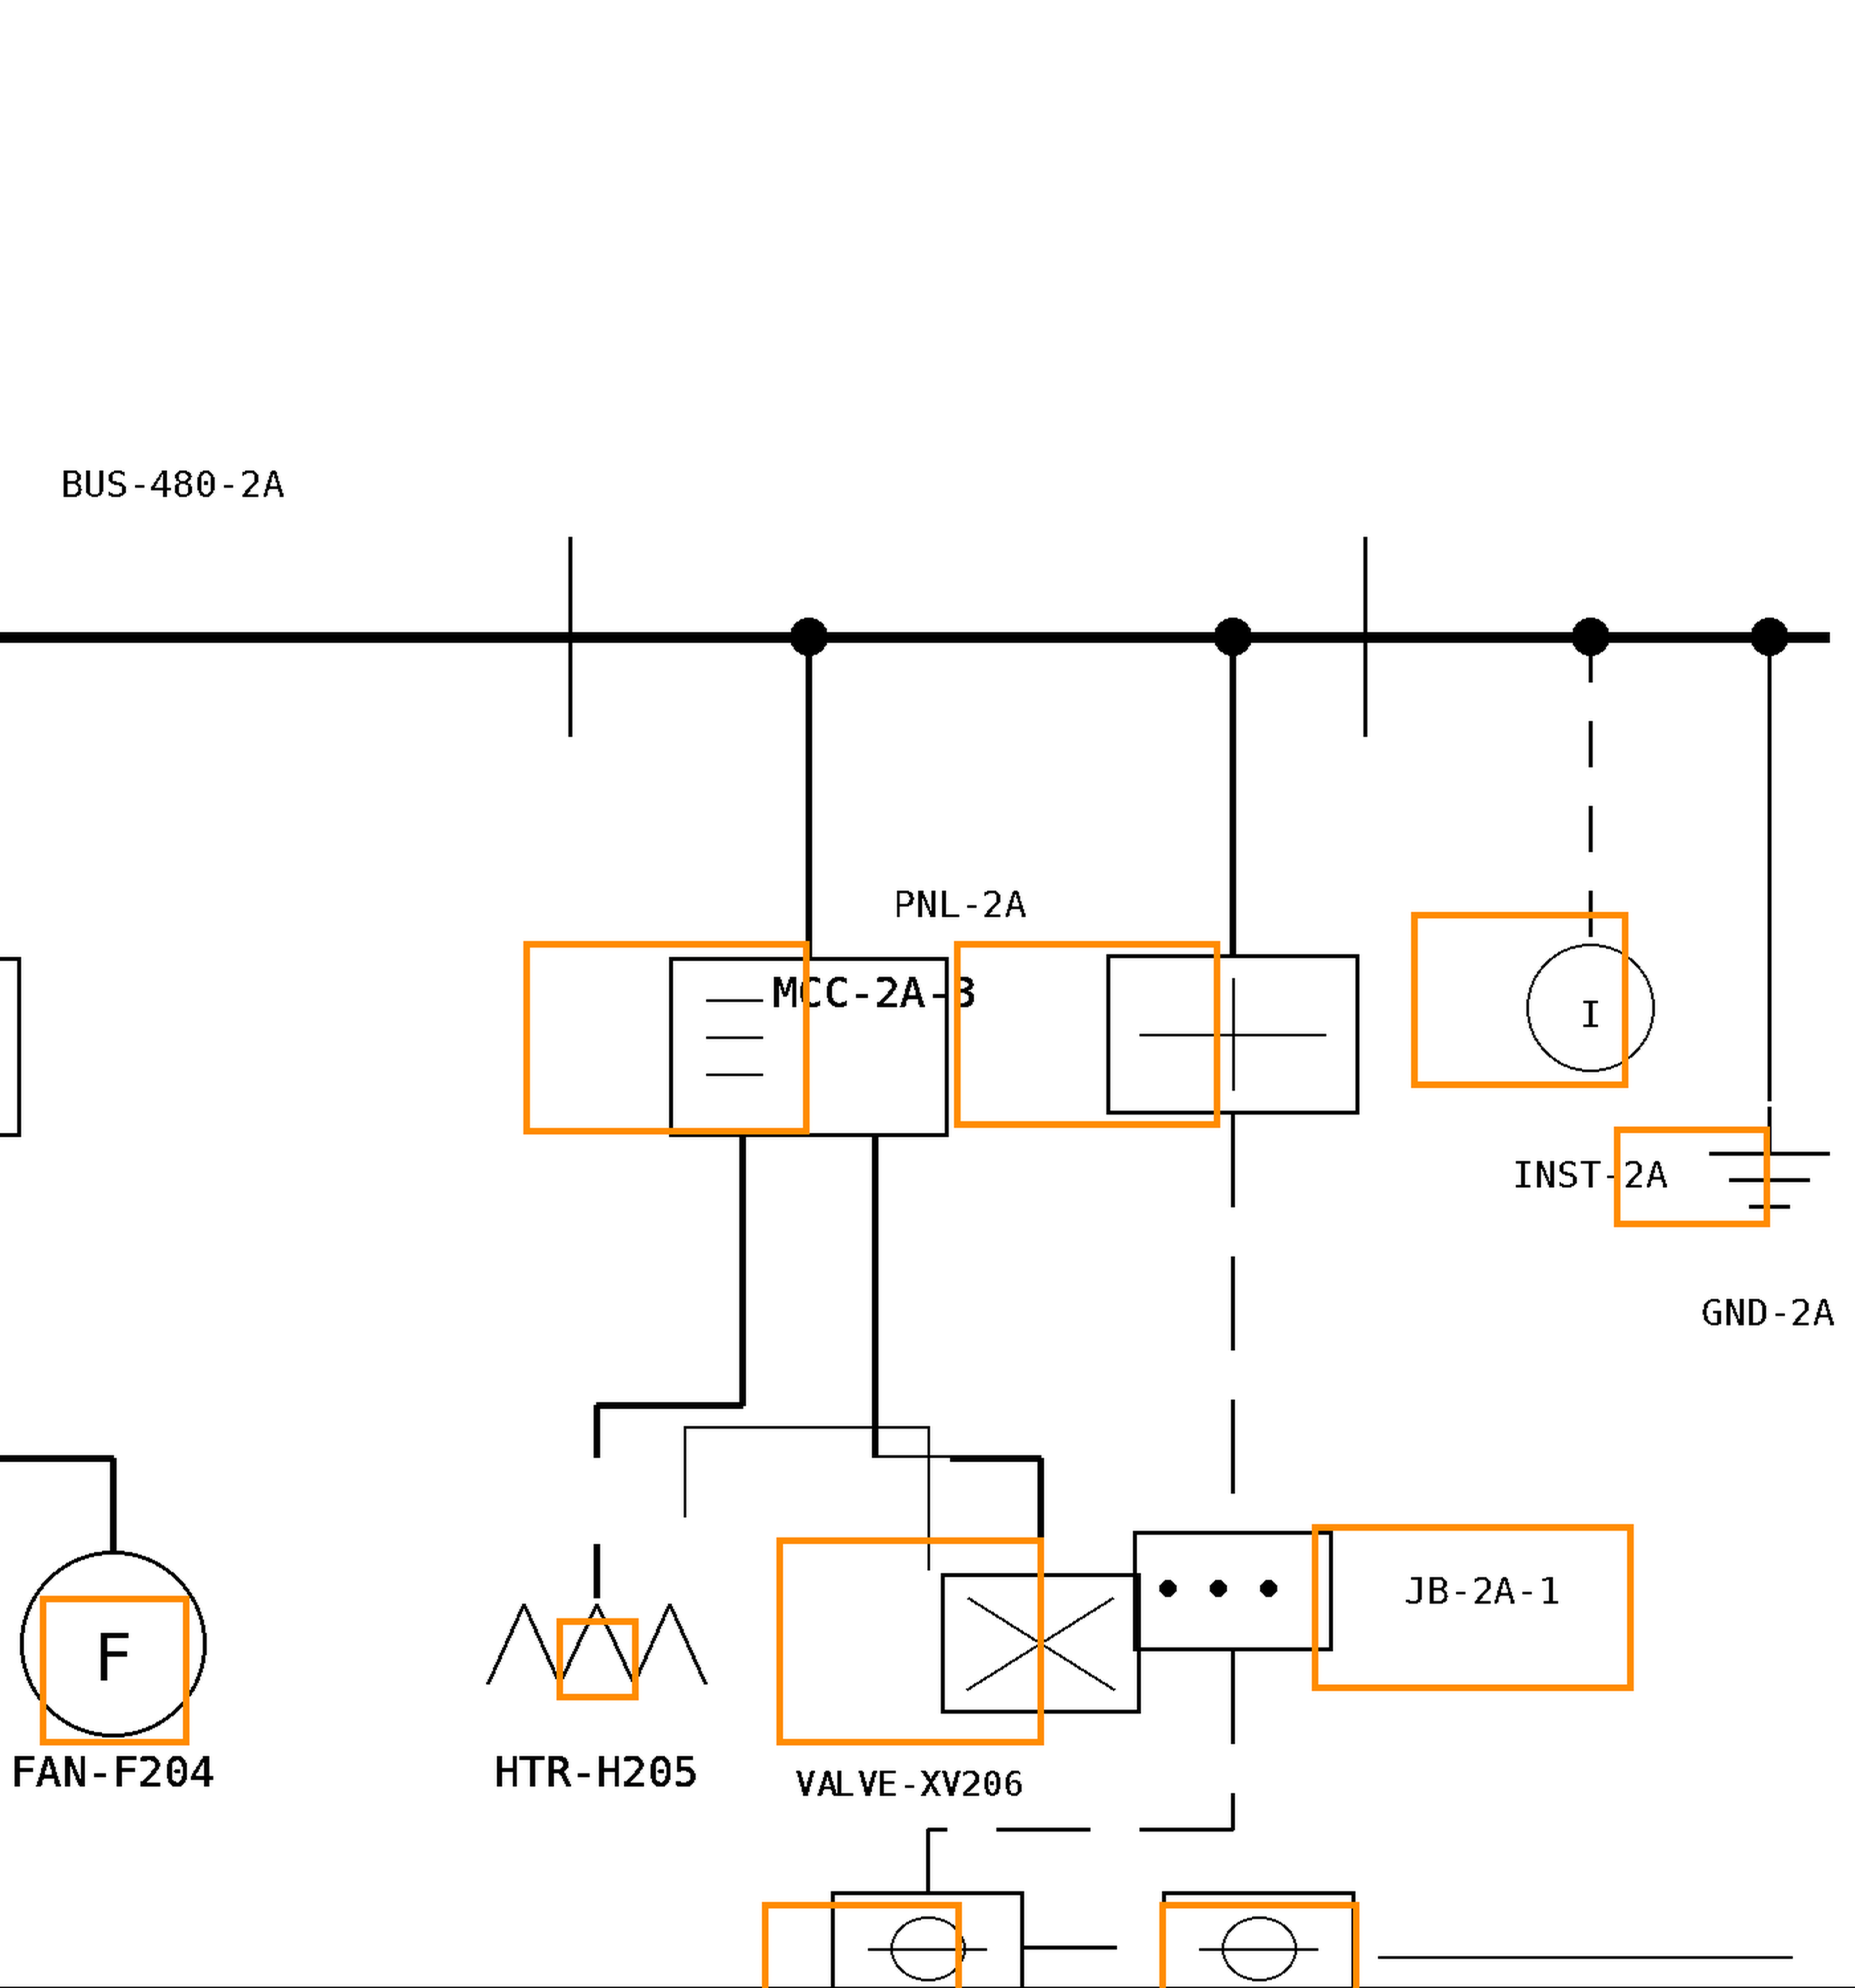 BUS-480-2A
PNL-2A
MCC-2A-3
I
INST-2A
GND-2A
JB-2A-1
F
FAN-F204
HTR-H205
VALVE-XV206